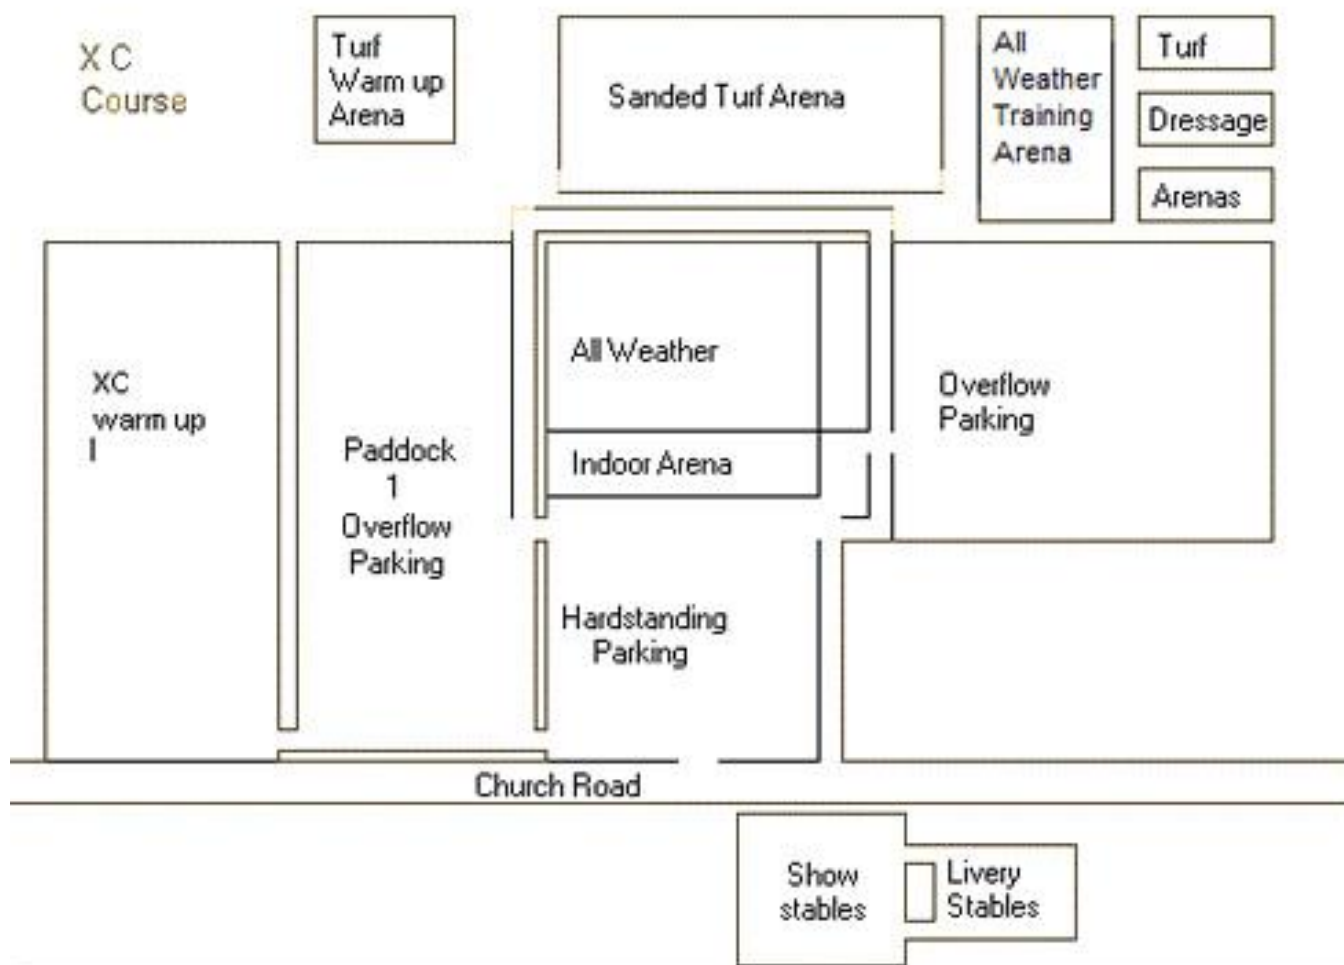 X C
Course
Turf
Warm up
Arena
Sanded Turf Arena
All
Weather
Training
Arena
Turf
Dressage
Arenas
XC
warm up
I
Paddock
1
Overflow
Parking
All Weather
Indoor Arena
Hardstanding
Parking
Overflow
Parking
Church Road
Show
stables
Livery
Stables